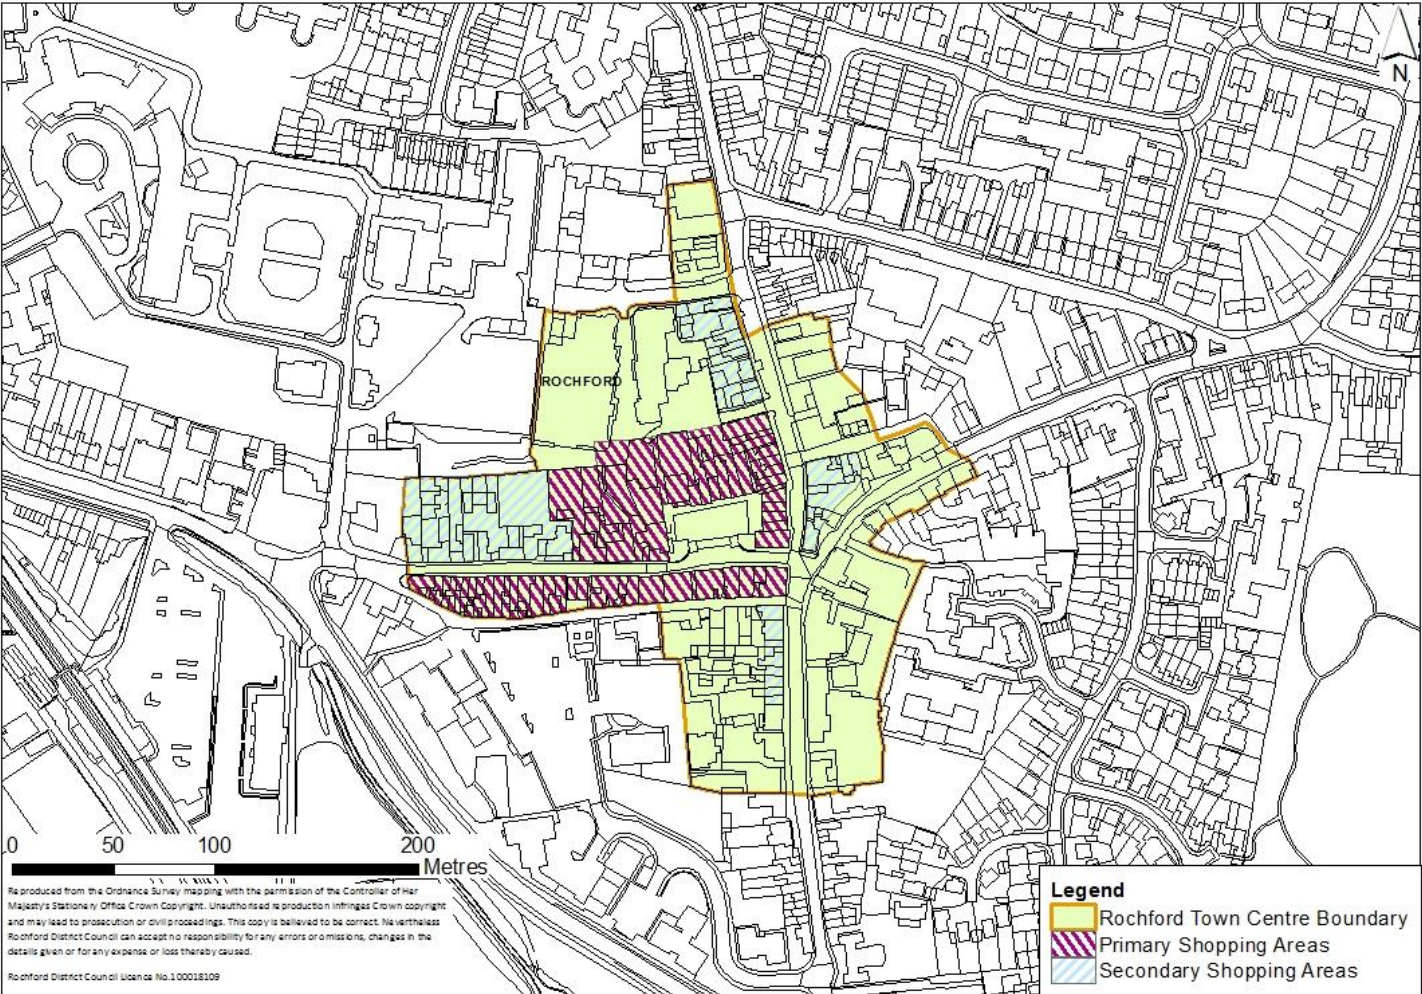 N
ROCHFORD
0 50 100 200
Metres
Reproduced from the Ordnance Survey mapping with the permission of the Controller of Her
Majesty's Stationery Office Crown Copyright. Unauthorised reproduction infringes Crown copyright
and may lead to prosecution or civil proceedings. This copy is believed to be correct. Nevertheless
Rochford District Council can accept no responsibility for any errors or omissions, changes in the
details given or for any expense or loss thereby caused.
Rochford District Council Licence No.100018109
Legend
Rochford Town Centre Boundary
Primary Shopping Areas
Secondary Shopping Areas